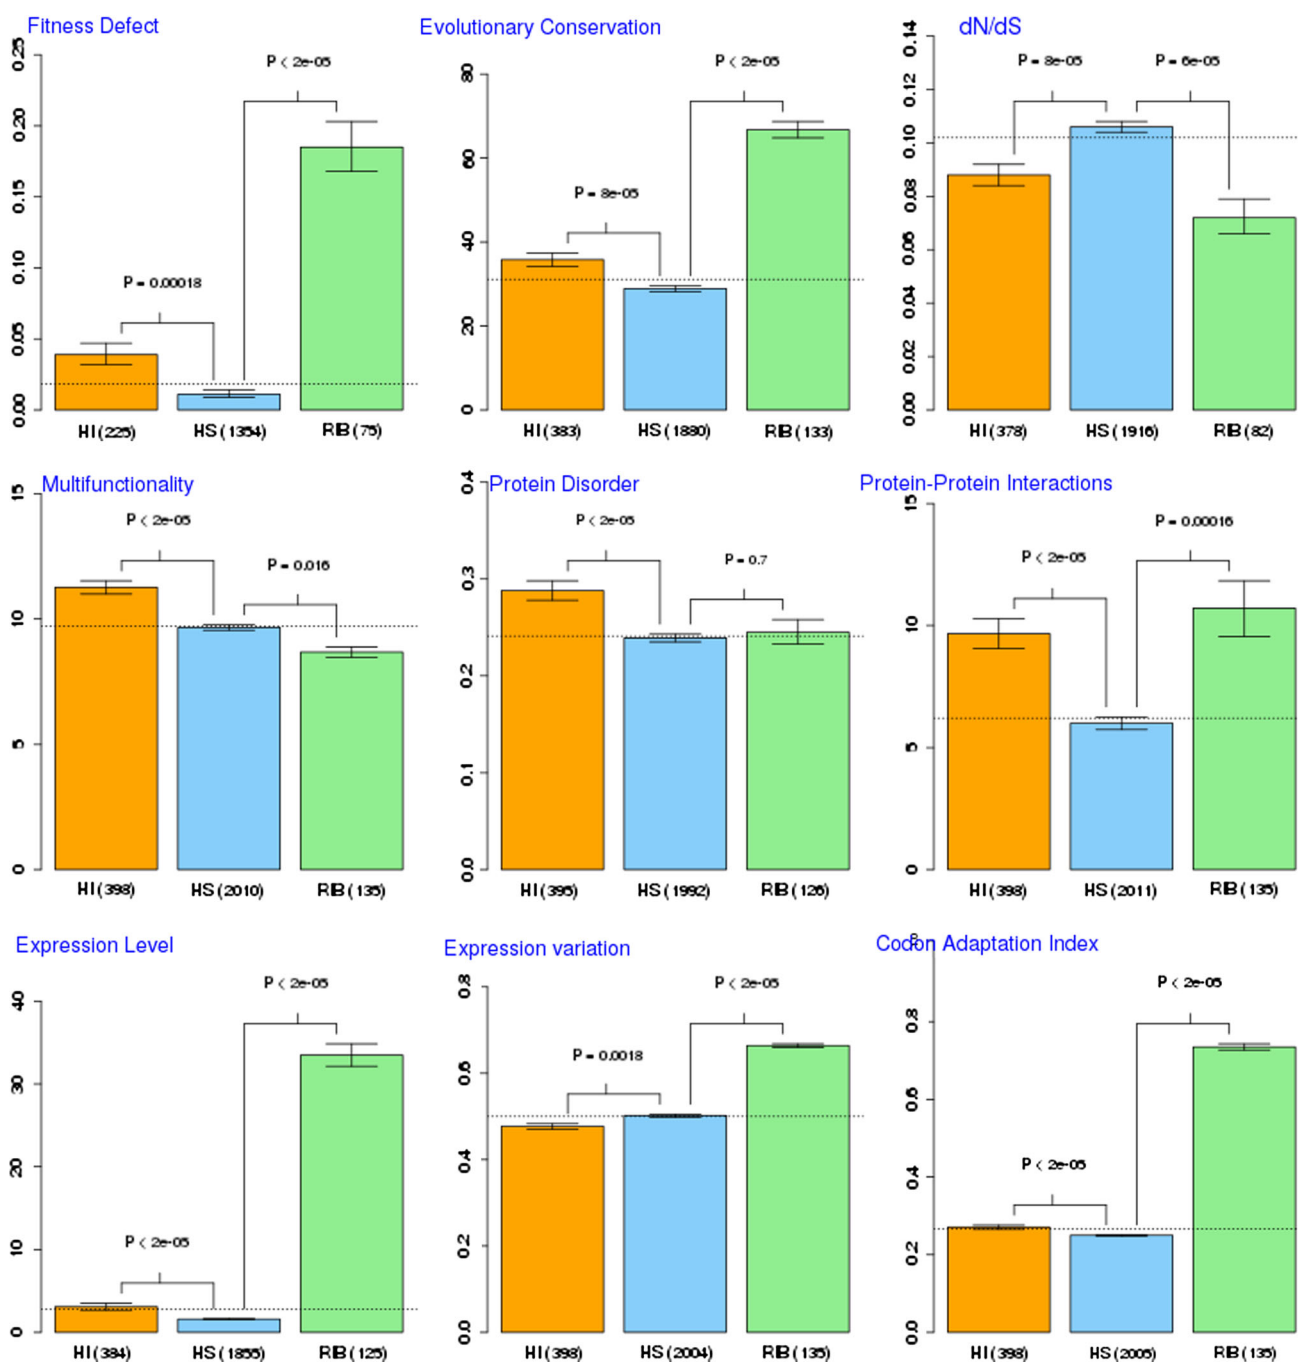 Fitness Defect
0.00 0.05 0.10 0.15 0.20 0.25
P < 2e-05
P = 0.00018
HI (225) HS (1354) RIB (75)
Evolutionary Conservation
0 20 40 60 80
P < 2e-05
P = 8e-05
HI (383) HS (1880) RIB (133)
dN/dS
0.00 0.02 0.04 0.06 0.08 0.10 0.12 0.14
P = 8e-05 P = 6e-05
HI (378) HS (1916) RIB (82)
Multifunctionality
0 5 10 15
P < 2e-05
P = 0.016
HI (398) HS (2010) RIB (135)
Protein Disorder
0.0 0.1 0.2 0.3 0.4
P < 2e-05
P = 0.7
HI (395) HS (1992) RIB (126)
Protein-Protein Interactions
0 5 10 15
P = 0.00016
P < 2e-05
HI (398) HS (2011) RIB (135)
Expression Level
0 10 20 30 40
P < 2e-05
P < 2e-05
HI (384) HS (1855) RIB (125)
Expression variation
0.0 0.2 0.4 0.6 0.8
P < 2e-05
P = 0.0018
HI (398) HS (2004) RIB (135)
Codon Adaptation Index
0.0 0.2 0.4 0.6 0.8
P < 2e-05
P < 2e-05
HI (398) HS (2005) RIB (135)